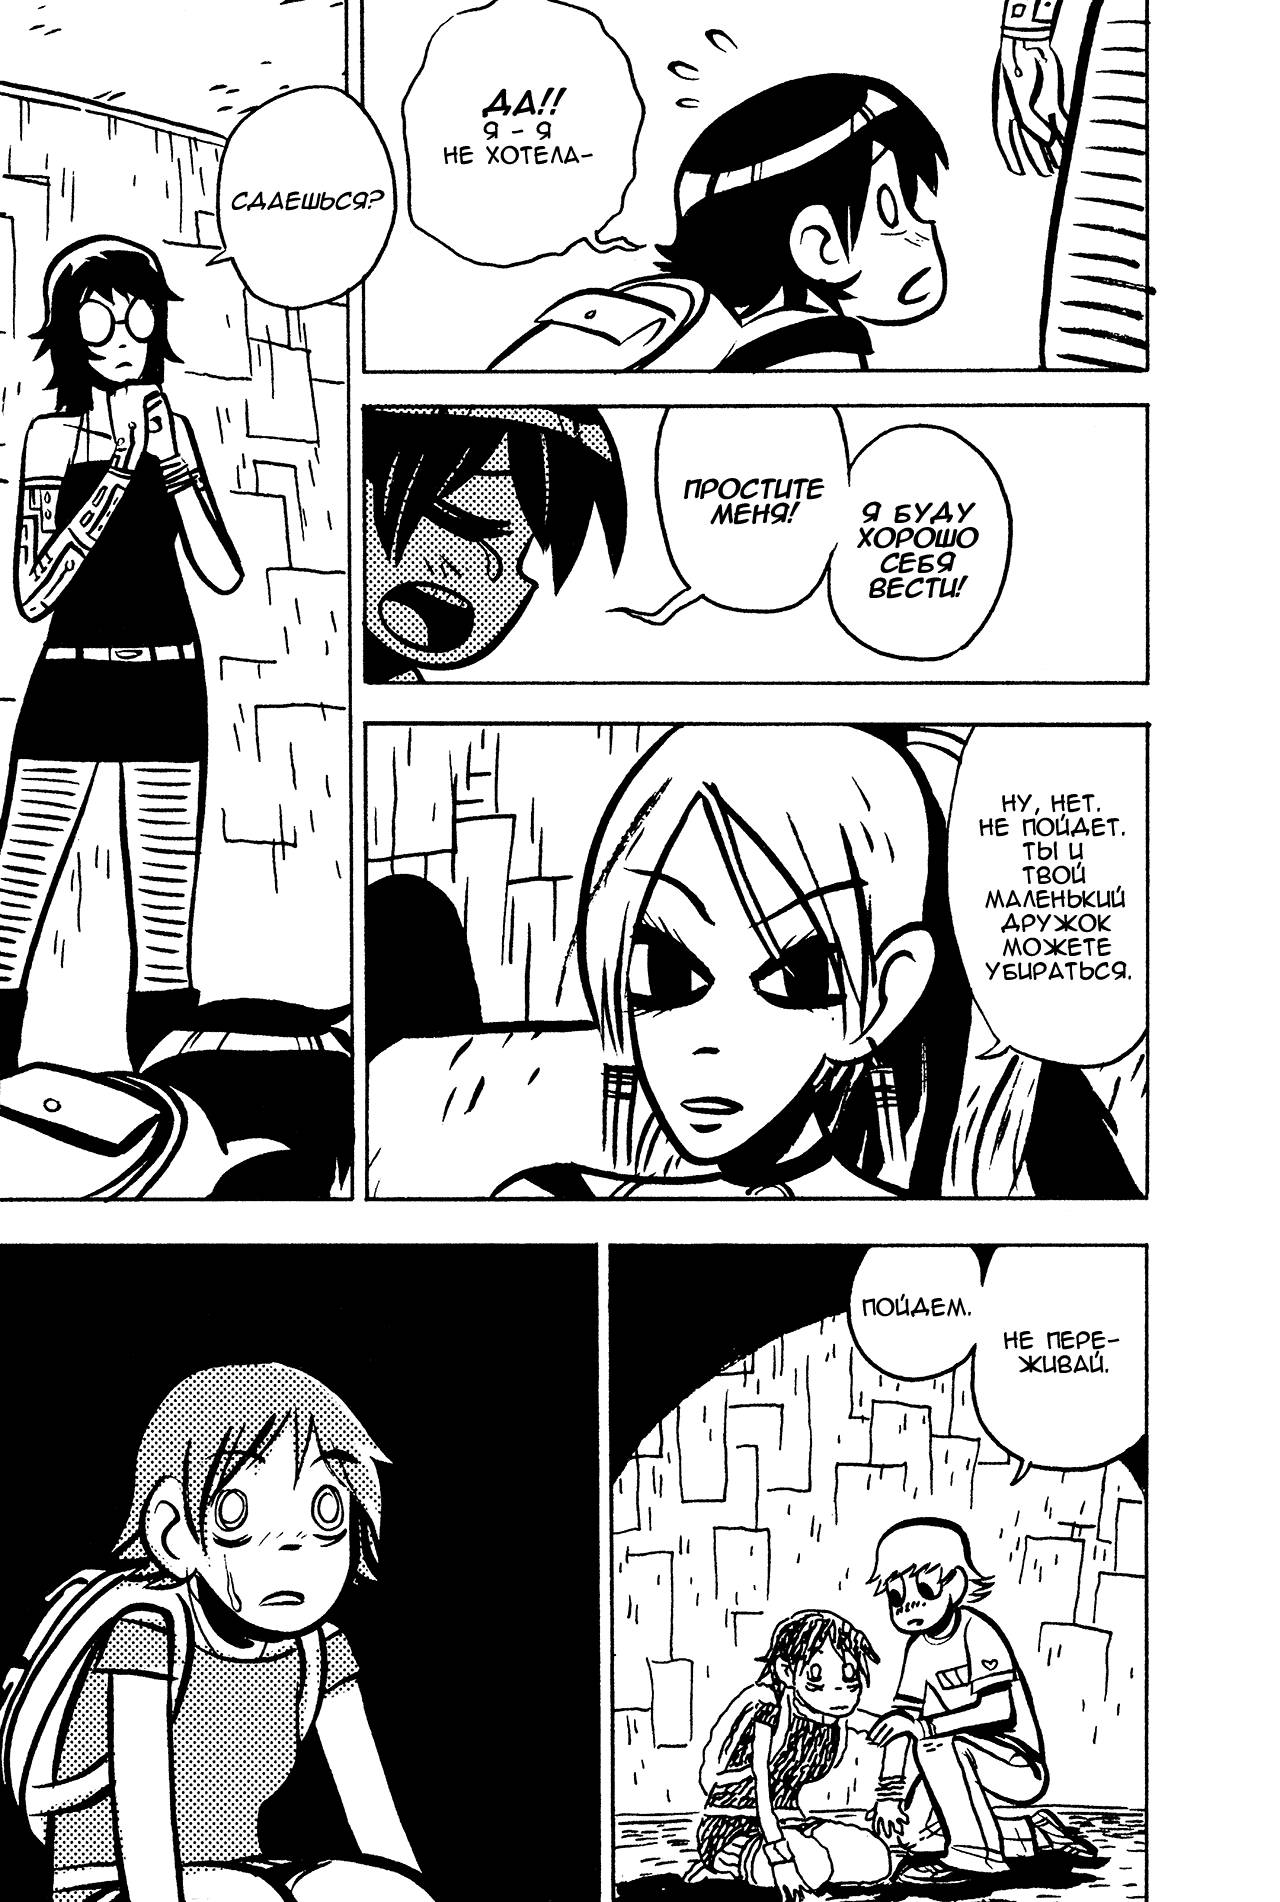 СДАЕШЬСЯ?
ДА!!
Я - Я
НЕ ХОТЕЛА-
ПРОСТИТЕ
МЕНЯ!
Я БУДУ
ХОРОШО
СЕБЯ
ВЕСТИ!
НУ, НЕТ.
НЕ ПОЙДЕТ.
ТЫ И
ТВОЙ
МАЛЕНЬКИЙ
ДРУЖОК
МОЖЕТЕ
УБИРАТЬСЯ.
ПОЙДЕМ.
НЕ ПЕРЕ-
ЖИВАЙ.